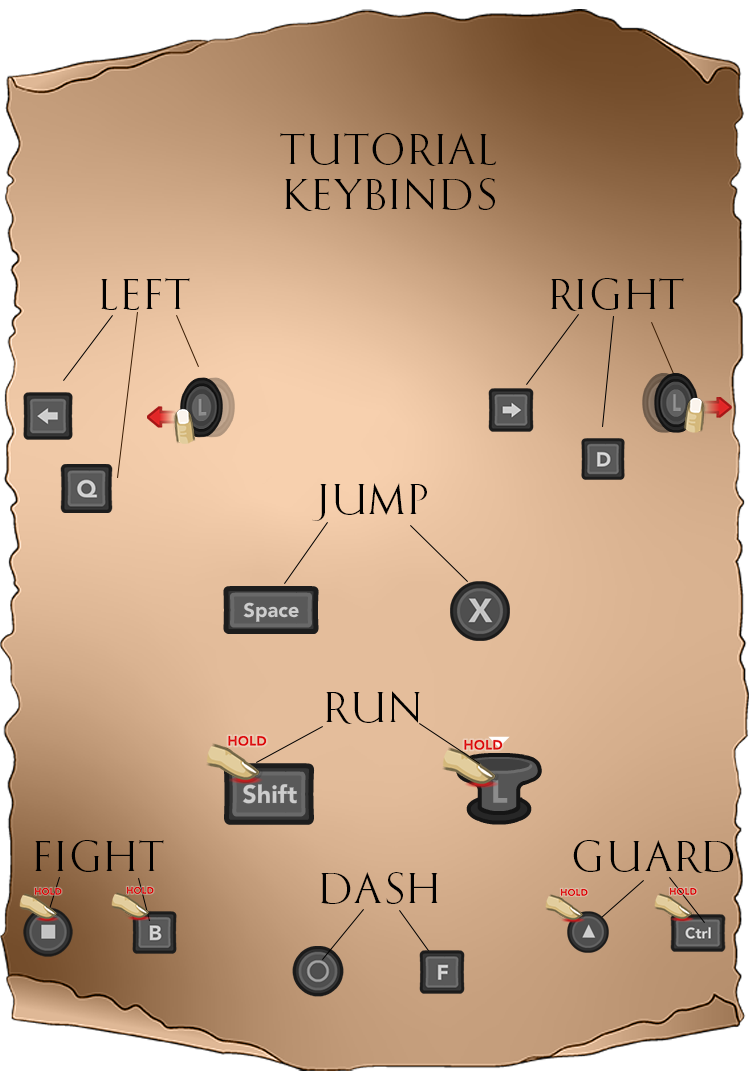 TUTORIAL
KEYBINDS
LEFT
RIGHT
L
L
D
Q
JUMP
Space
X
RUN
HOLD
HOLD
Shift
L
FIGHT
GUARD
DASH
HOLD
HOLD
HOLD
HOLD
B
Ctrl
F